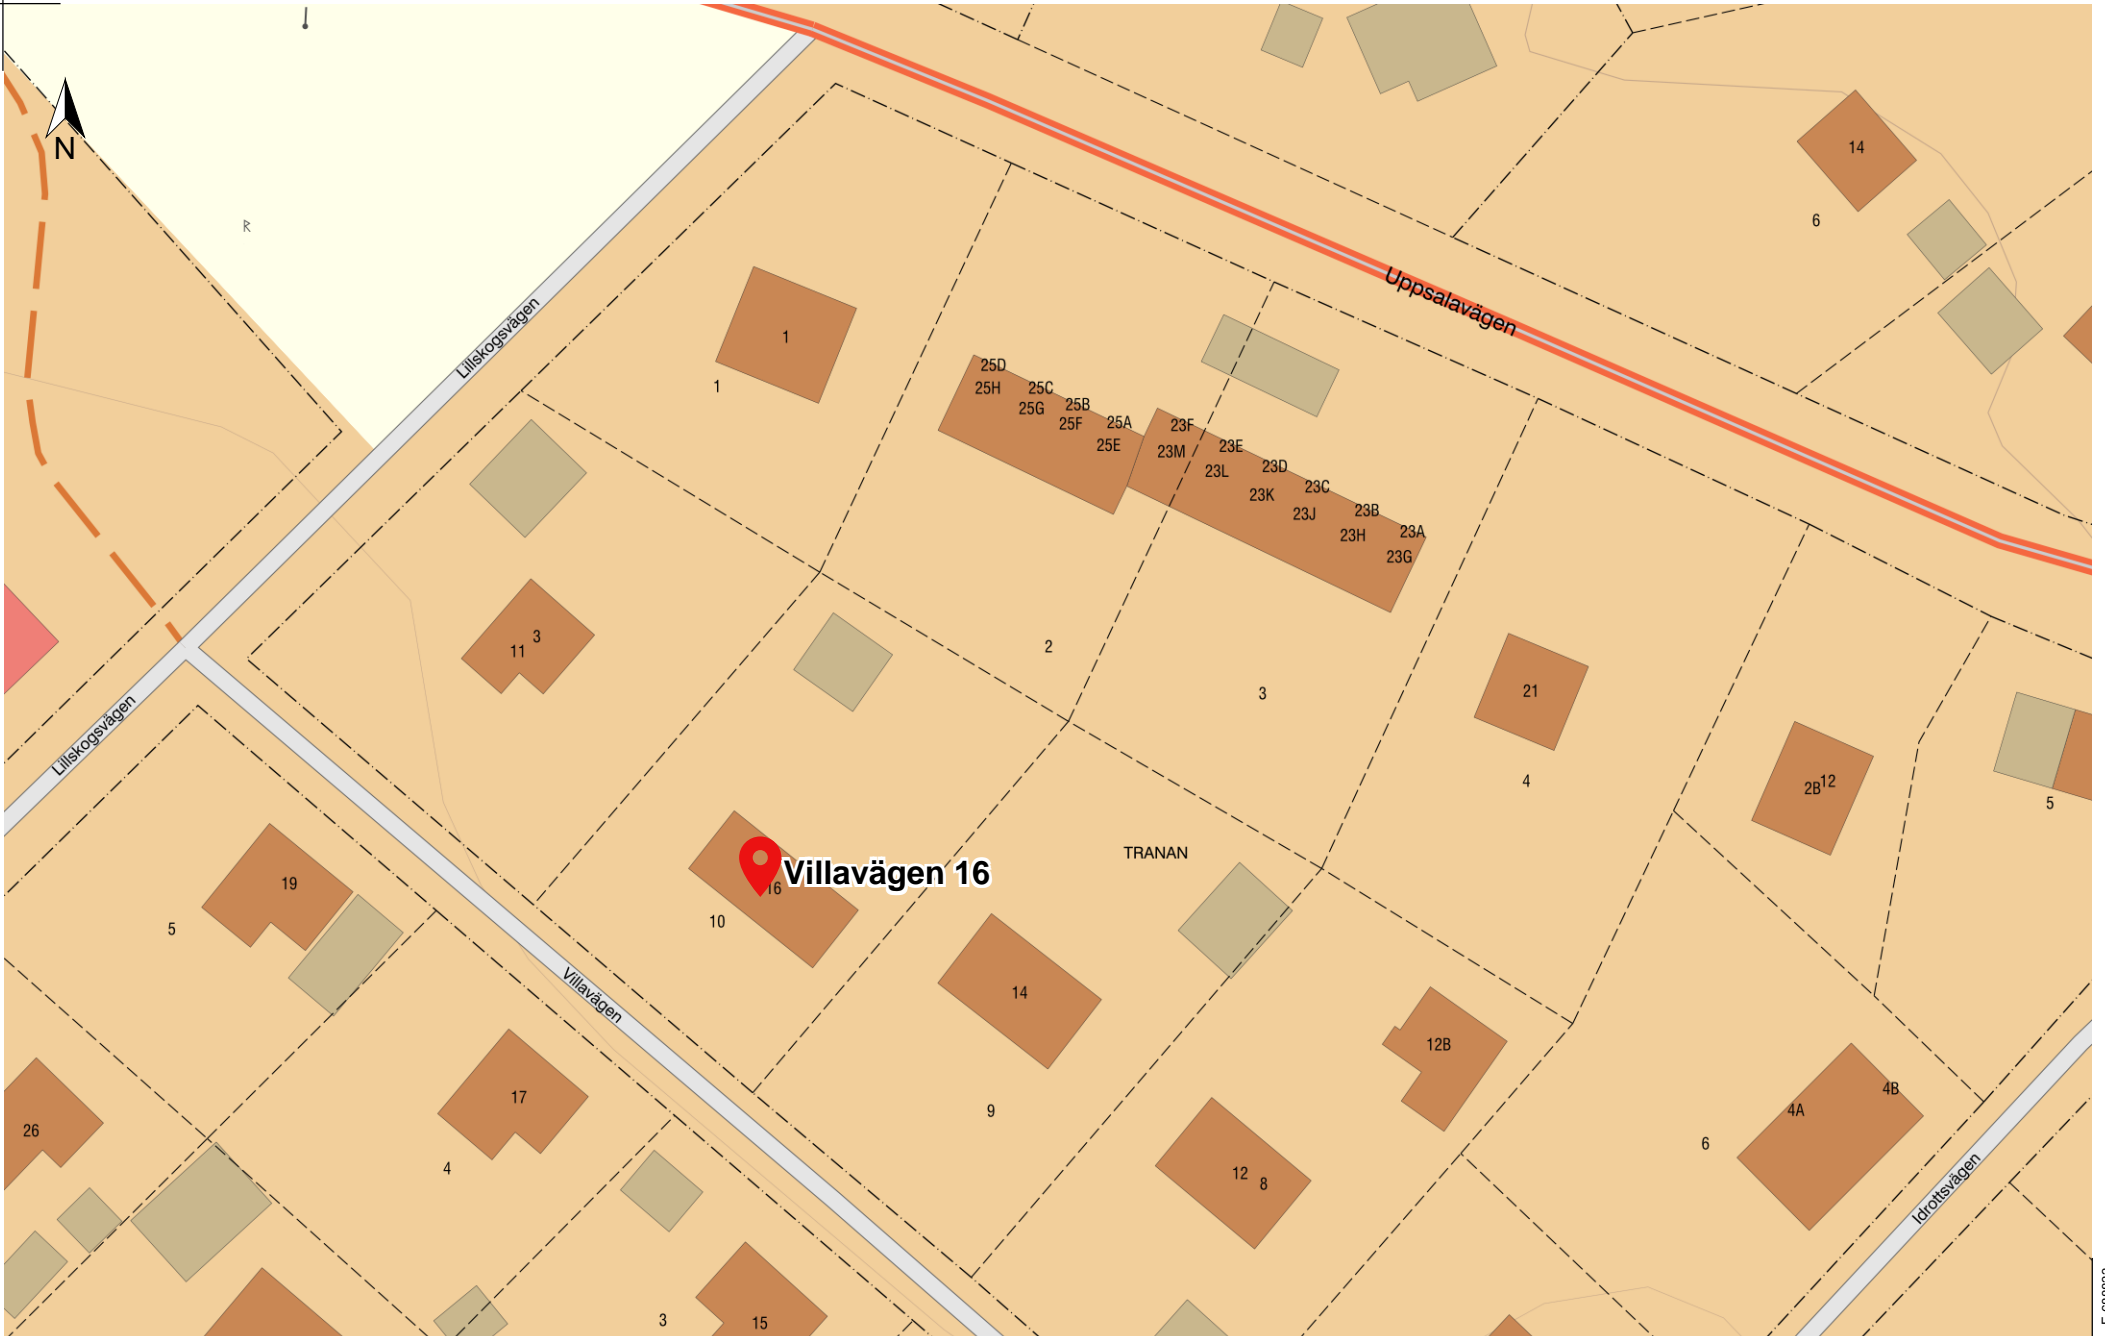 N
R
14
6
Uppsalavägen
Lillskogsvägen
1
1
25D
25H
25C
25G
25B
25F
25A
25E
23F
23M
23E
23L
23D
23K
23C
23J
23B
23H
23A
23G
3
11
2
3
21
4
2B
12
5
Lillskogsvägen
TRANAN
Villavägen 16
16
10
19
5
14
Villavägen
12B
17
9
4B
4A
26
4
6
12
8
Idrottsvägen
3
15